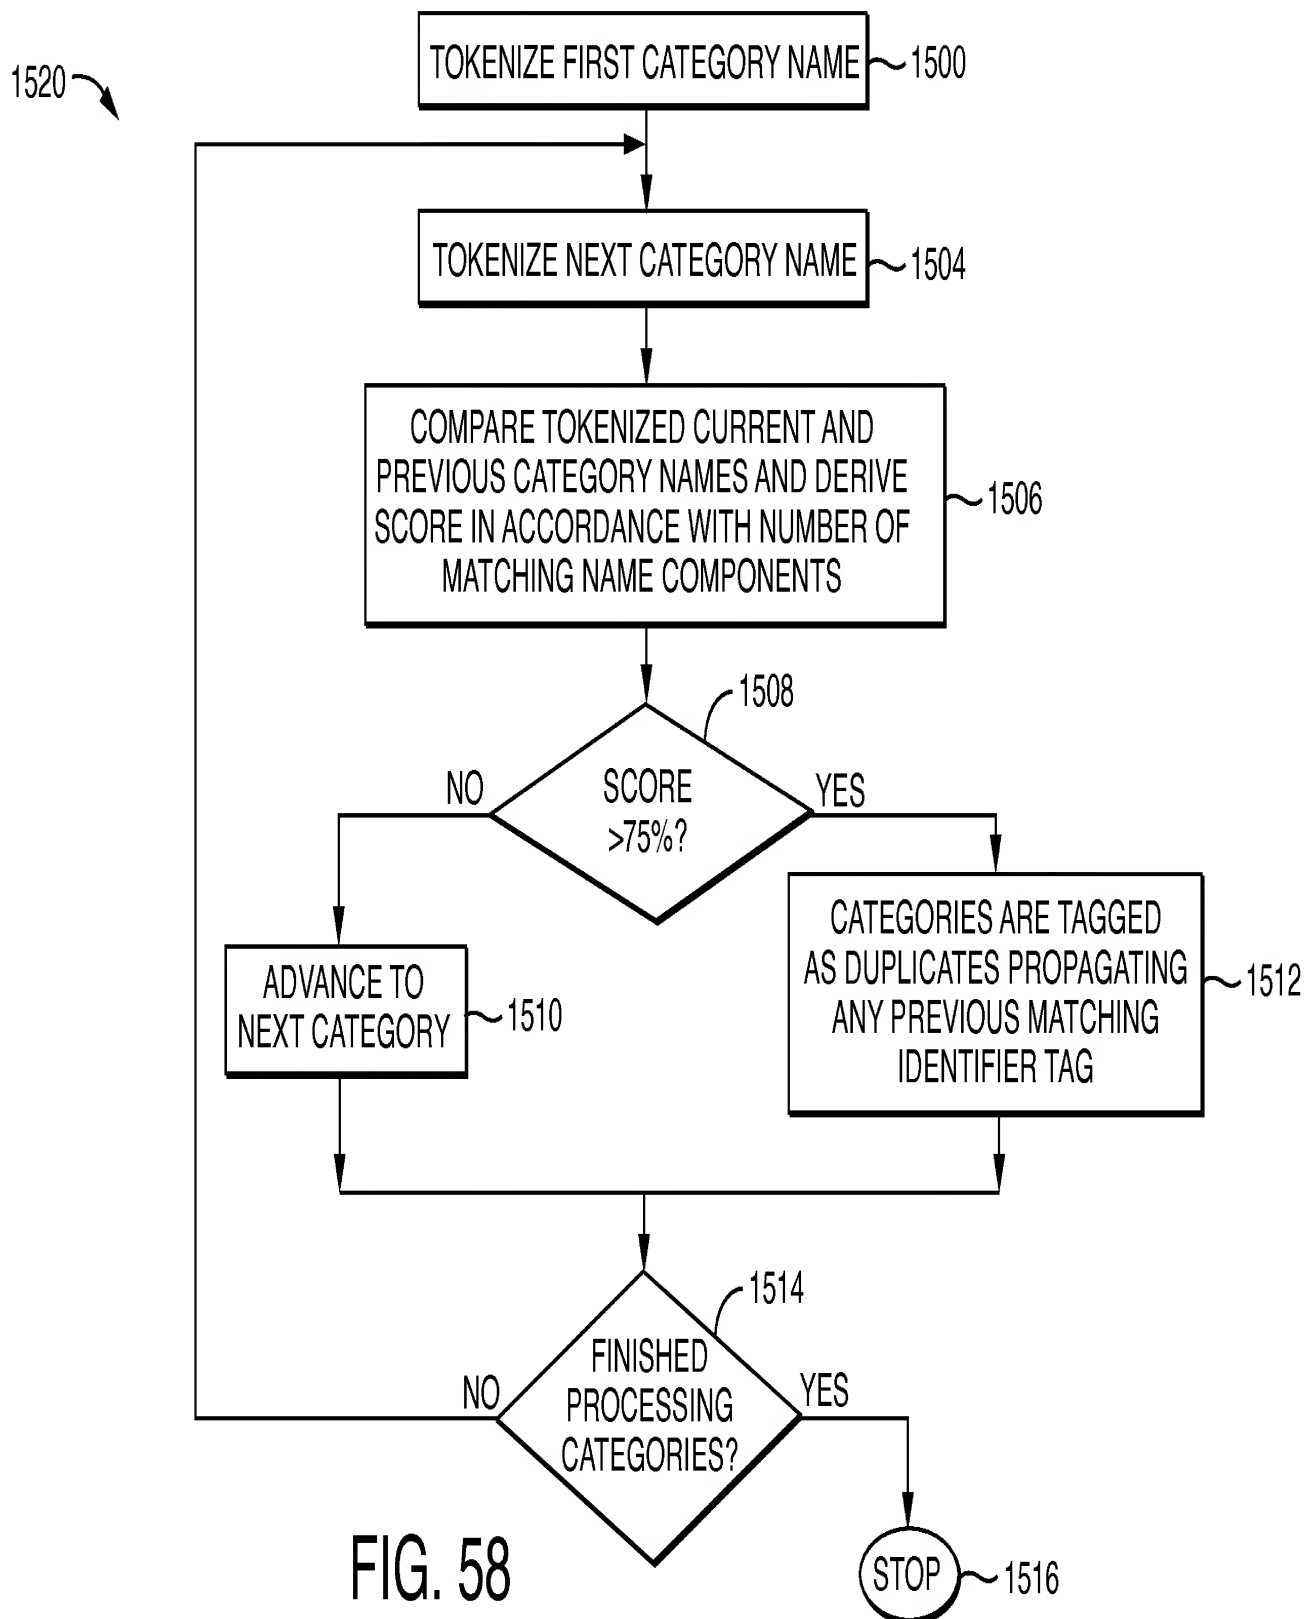 TOKENIZE FIRST CATEGORY NAME
1500
1520
TOKENIZE NEXT CATEGORY NAME
1504
COMPARE TOKENIZED CURRENT AND
PREVIOUS CATEGORY NAMES AND DERIVE
SCORE IN ACCORDANCE WITH NUMBER OF
MATCHING NAME COMPONENTS
1506
1508
NO
SCORE
>75%?
YES
ADVANCE TO
NEXT CATEGORY
1510
CATEGORIES ARE TAGGED
AS DUPLICATES PROPAGATING
ANY PREVIOUS MATCHING
IDENTIFIER TAG
1512
1514
NO
FINISHED
PROCESSING
CATEGORIES?
YES
STOP
1516
FIG. 58